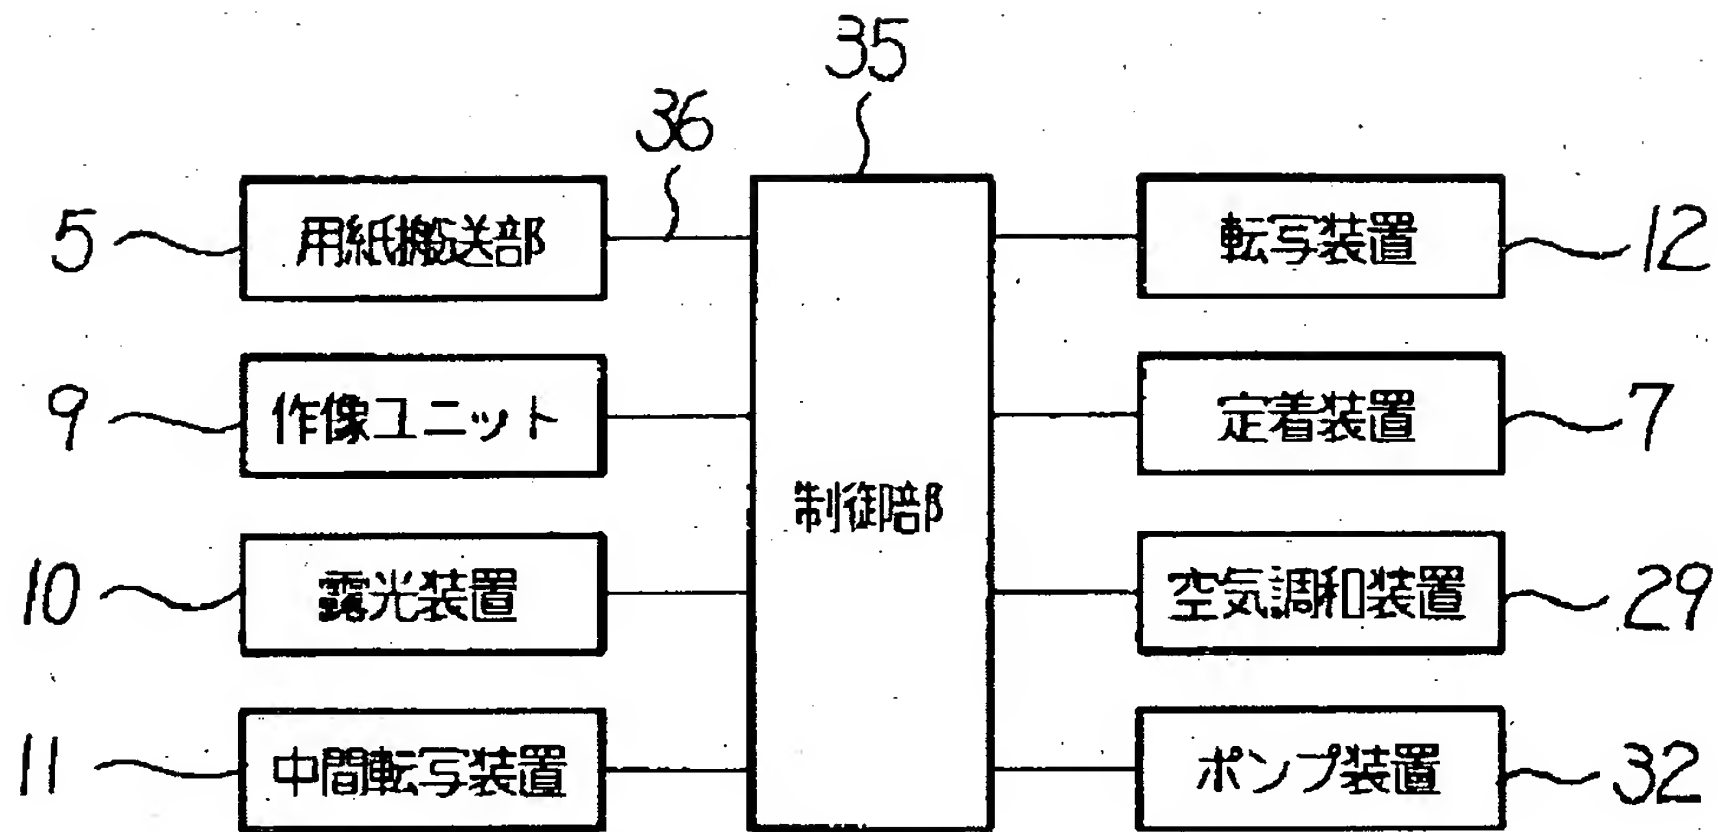 35
36
5 用紙搬送部
転写装置 12
9 作像ユニット
定着装置 7
制御部
10 露光装置
空気調和装置 29
11 中間転写装置
ポンプ装置 32